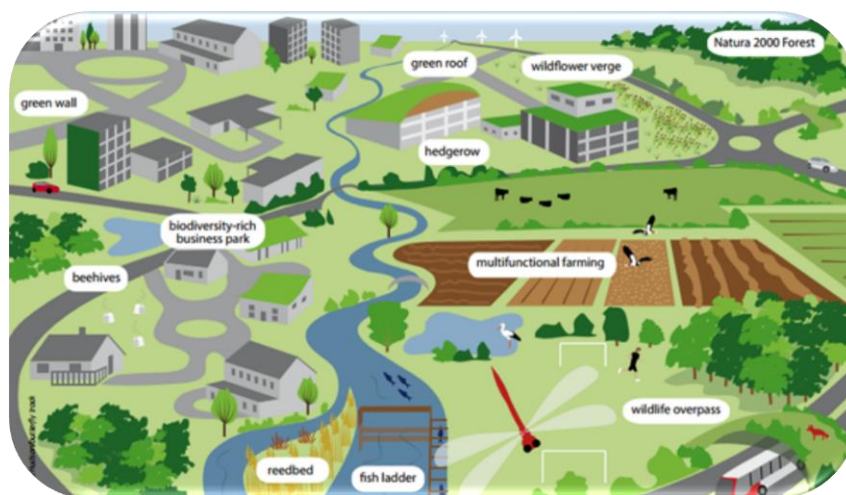 Natura 2000 Forest
green roof
wildflower verge
green wall
hedgerow
biodiversity-rich
business park
multifunctional farming
beehives
wildlife overpass
reedbed
fish ladder